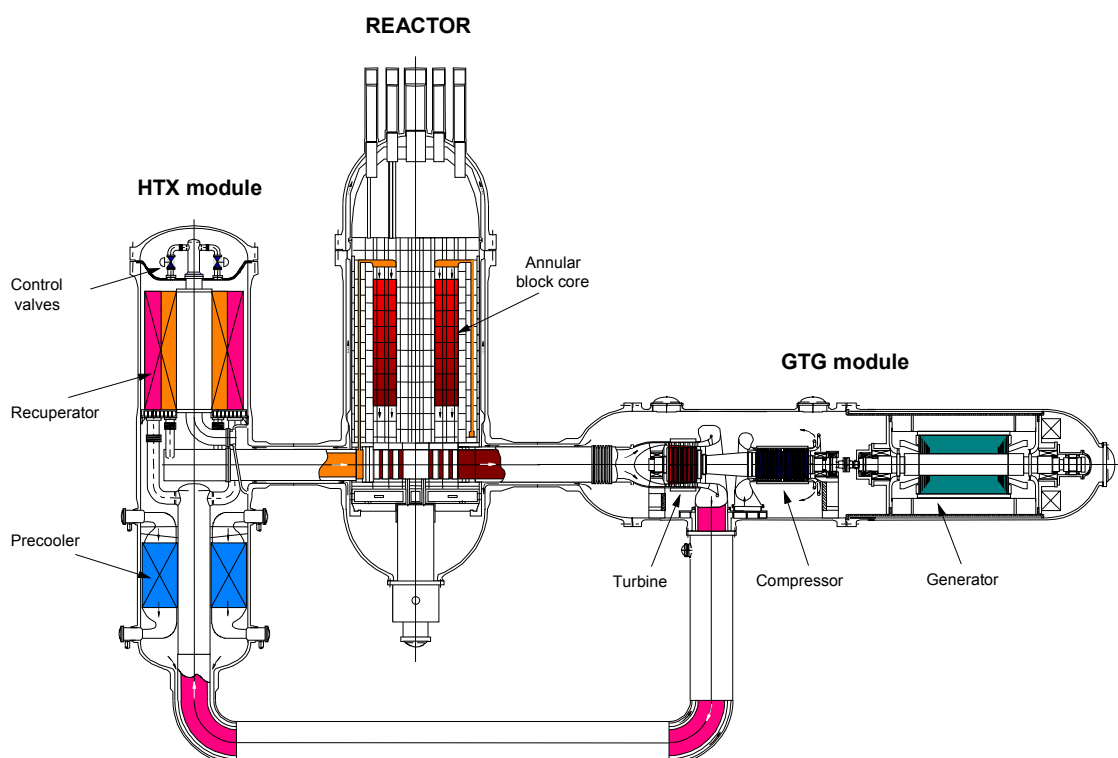 REACTOR
HTX module
Control
valves
Annular
block core
GTG module
Recuperator
Precooler
Turbine
Compressor
Generator